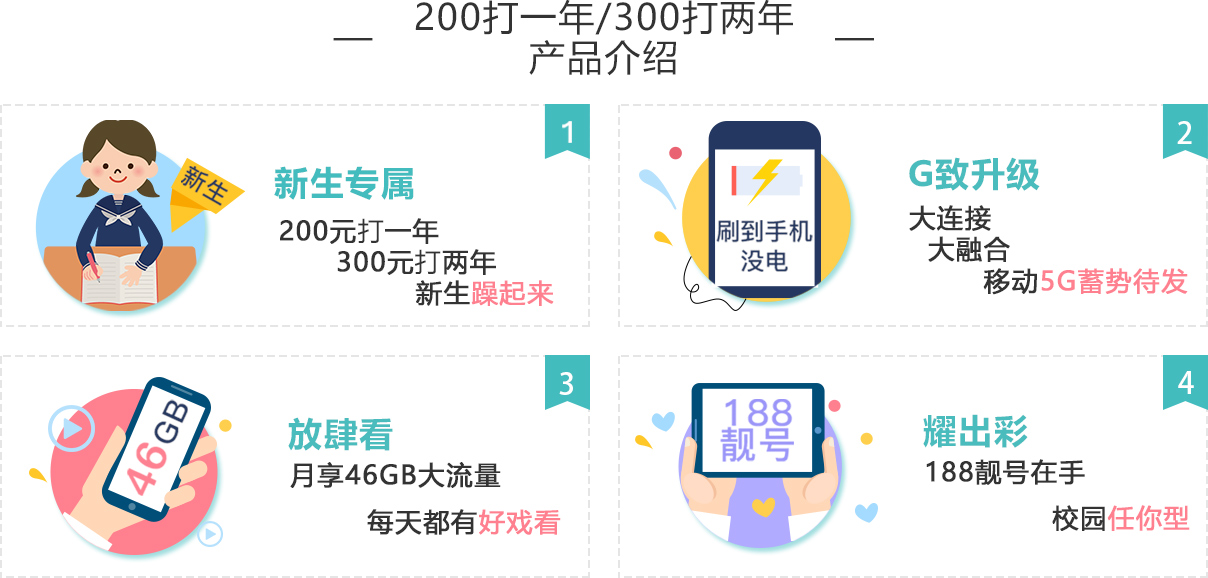 200打一年/300打两年
产品介绍
1
新生
新生专属
200元打一年
300元打两年
新生躁起来
2
刷到手机
没电
G致升级
大连接
大融合
移动5G蓄势待发
3
46GB
放肆看
月享46GB大流量
每天都有好戏看
4
188
靓号
耀出彩
188靓号在手
校园任你型